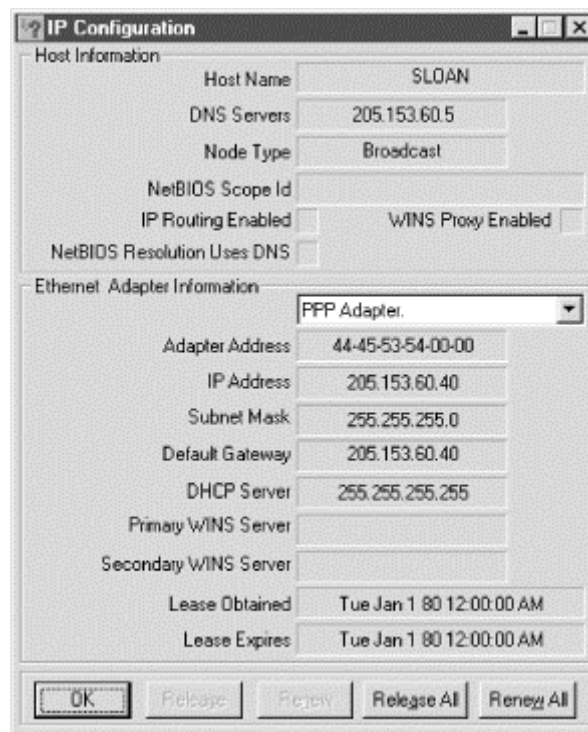 IP Configuration
Host Information
Host Name SLOAN
DNS Servers 205.153.60.5
Node Type Broadcast
NetBIOS Scope Id
IP Routing Enabled WINS Proxy Enabled
NetBIOS Resolution Uses DNS
Ethernet Adapter Information
PPP Adapter.
Adapter Address 44-45-53-54-00-00
IP Address 205.153.60.40
Subnet Mask 255.255.255.0
Default Gateway 205.153.60.40
DHCP Server 255.255.255.255
Primary WINS Server
Secondary WINS Server
Lease Obtained Tue Jan 1 80 12:00:00 AM
Lease Expires Tue Jan 1 80 12:00:00 AM
OK Release Renew Release All Renew All